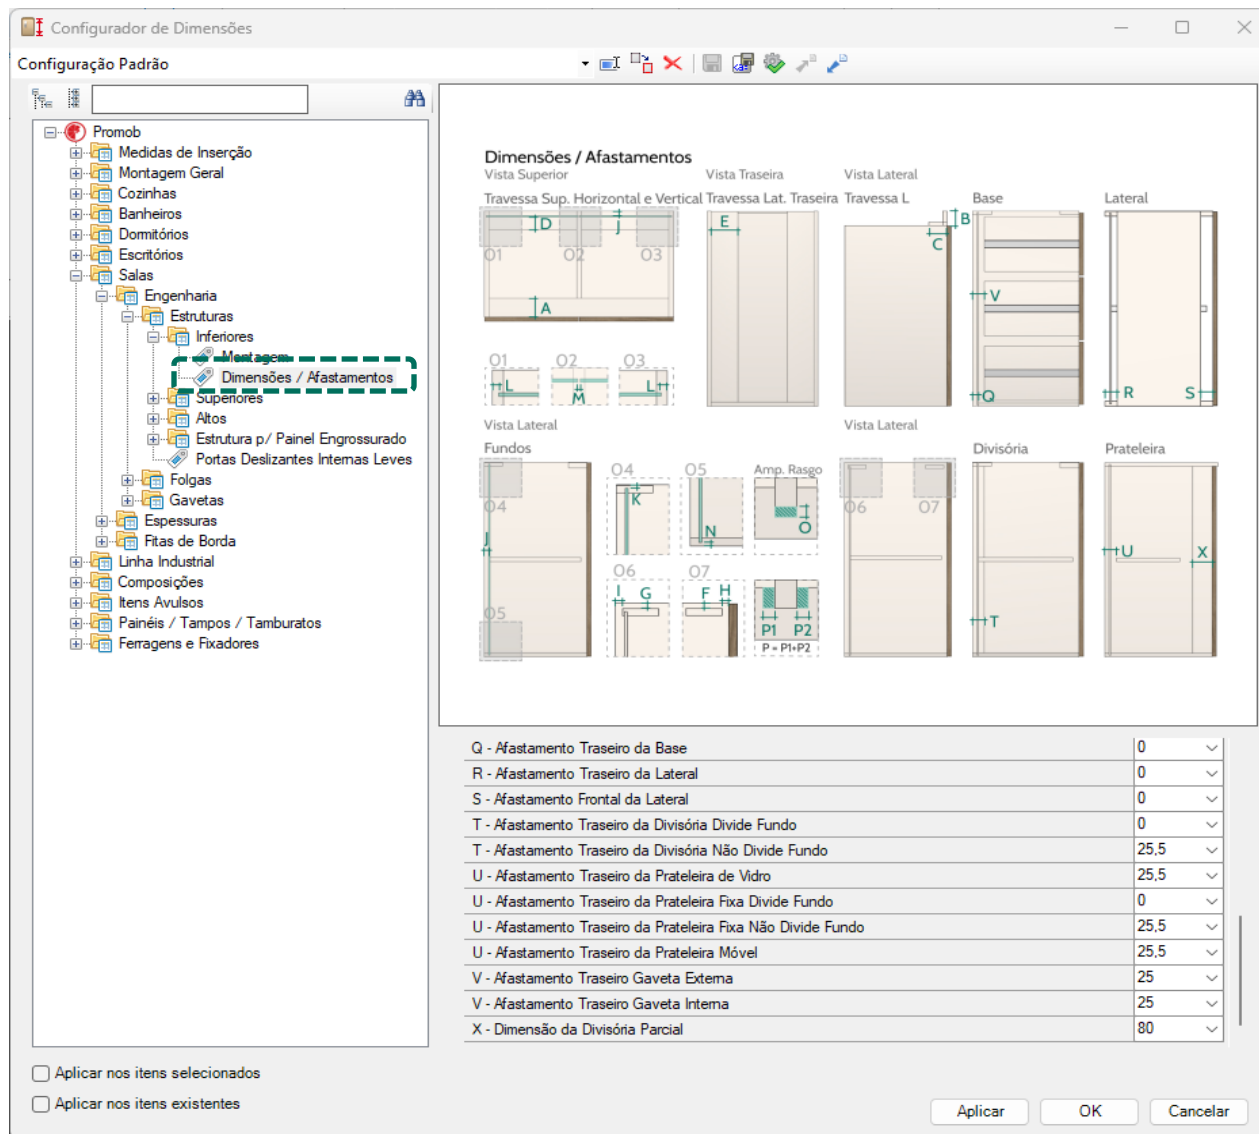 Configurador de Dimensões
Configuração Padrão
Promob
Medidas de Inserção
Montagem Geral
Cozinhas
Banheiros
Dormitórios
Escritórios
Salas
Engenharia
Estruturas
Inferiores
Montagem
Dimensões / Afastamentos
Superiores
Altos
Estrutura p/ Painel Engrossurado
Portas Deslizantes Internas Leves
Folgas
Gavetas
Espessuras
Fitas de Borda
Linha Industrial
Composições
Itens Avulsos
Painéis / Tampos / Tamburatos
Ferragens e Fixadores
Dimensões / Afastamentos
Vista Superior Vista Traseira Vista Lateral
Travessa Sup. Horizontal e Vertical Travessa Lat. Traseira Travessa L Base Lateral
D J E B
C
01 02 03
V
A
01 02 03
L M L Q R S
Vista Lateral Vista Lateral
Fundos Divisória Prateleira
04 05 Amp. Rasgo
K
04 O 06 07
N
J U X
06 07
I G F H
05 P1 P2 T
P = P1+P2
Q - Afastamento Traseiro da Base 0
R - Afastamento Traseiro da Lateral 0
S - Afastamento Frontal da Lateral 0
T - Afastamento Traseiro da Divisória Divide Fundo 0
T - Afastamento Traseiro da Divisória Não Divide Fundo 25,5
U - Afastamento Traseiro da Prateleira de Vidro 25,5
U - Afastamento Traseiro da Prateleira Fixa Divide Fundo 0
U - Afastamento Traseiro da Prateleira Fixa Não Divide Fundo 25,5
U - Afastamento Traseiro da Prateleira Móvel 25,5
V - Afastamento Traseiro Gaveta Externa 25
V - Afastamento Traseiro Gaveta Interna 25
X - Dimensão da Divisória Parcial 80
Aplicar nos itens selecionados
Aplicar nos itens existentes
Aplicar OK Cancelar